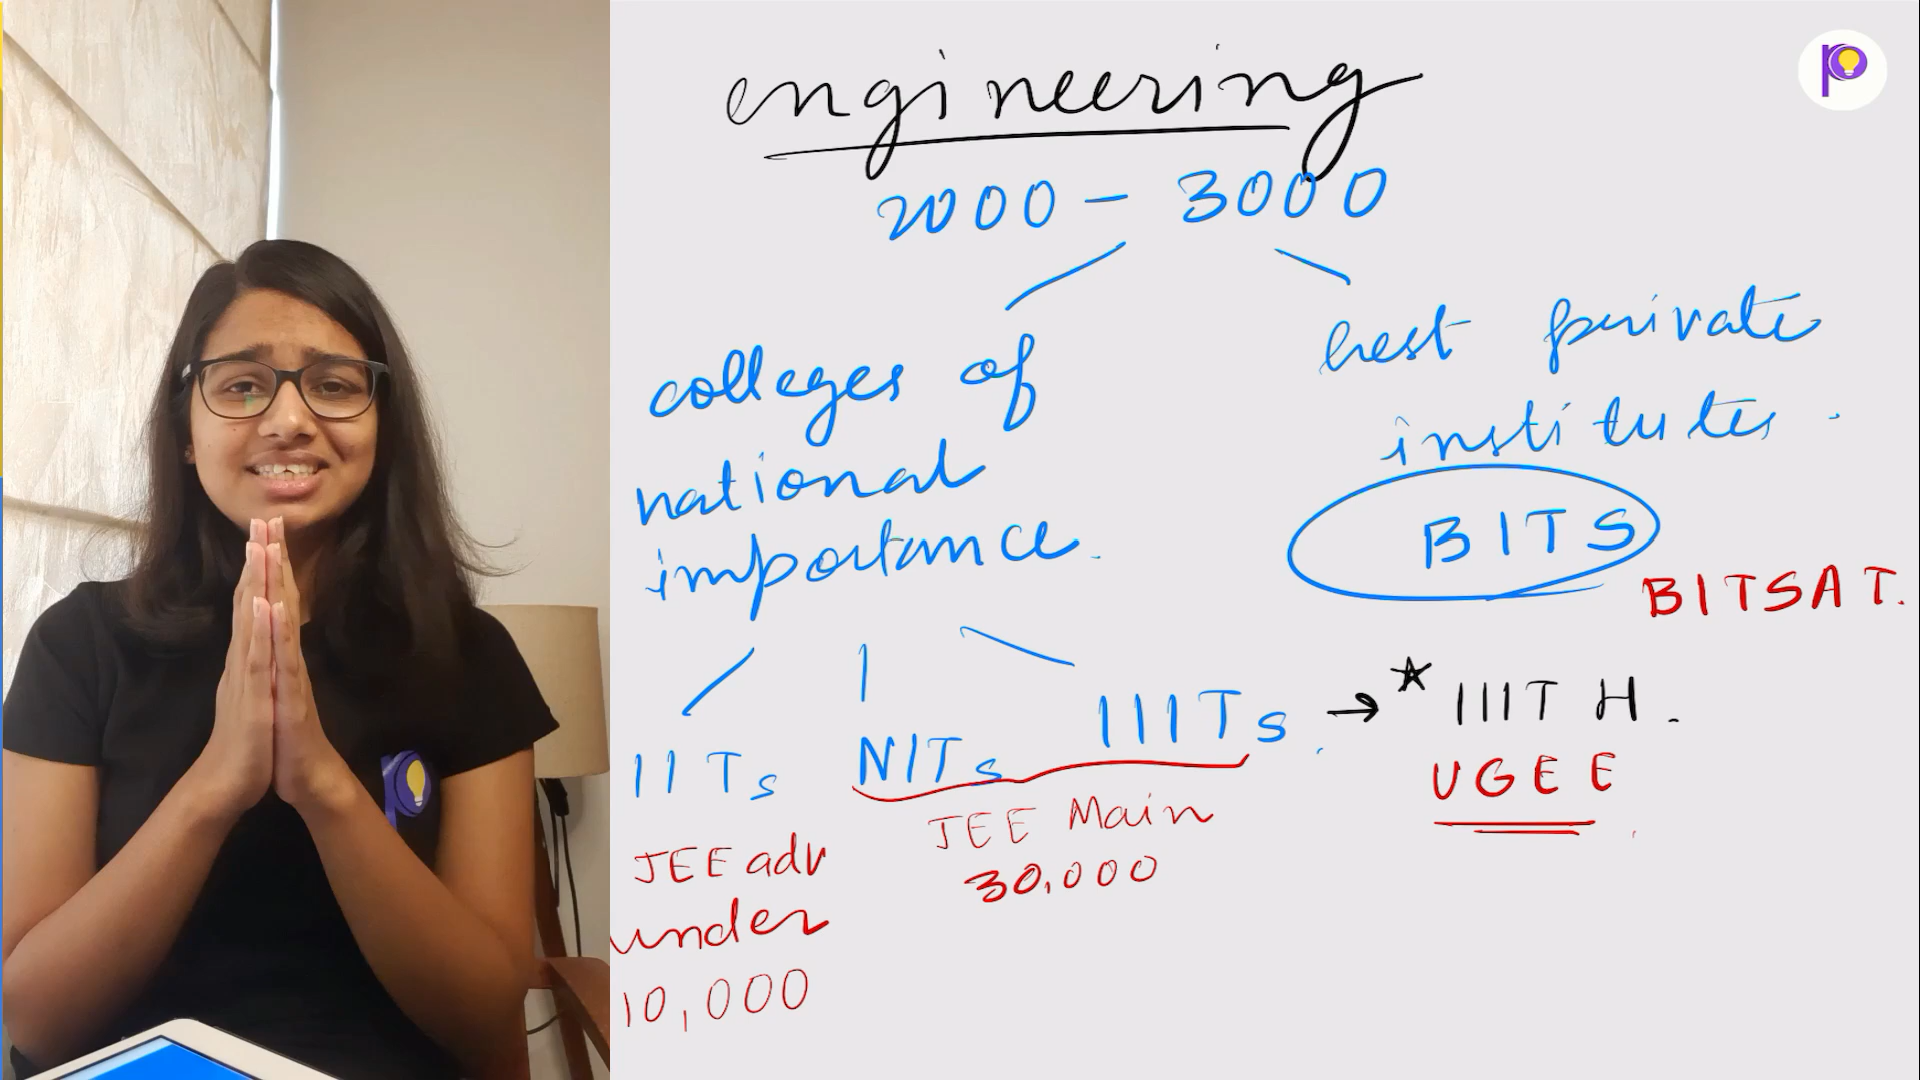 engineering
2000 - 3000
colleges of
national
importance.
best private
institutes.
BITS
BITSAT.
IITs
NITs
IIITs.
→ * IIIT H.
UGEE
JEE adv
under
10,000
JEE Main
30,000